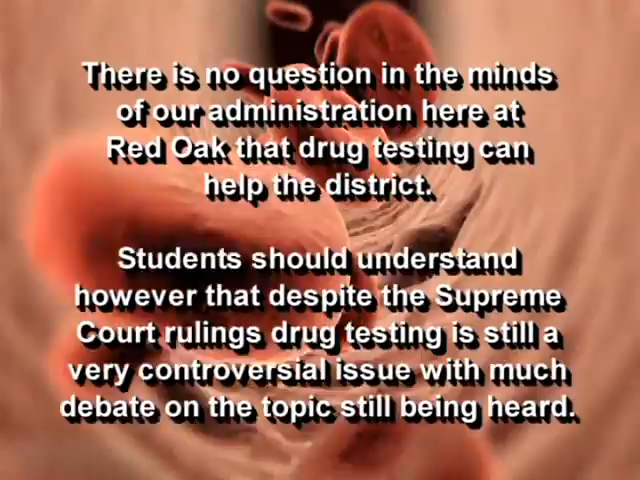 There is no question in the minds
of our administration here at
Red Oak that drug testing can
help the district.
Students should understand
however that despite the Supreme
Court rulings drug testing is still a
very controversial issue with much
debate on the topic still being heard.